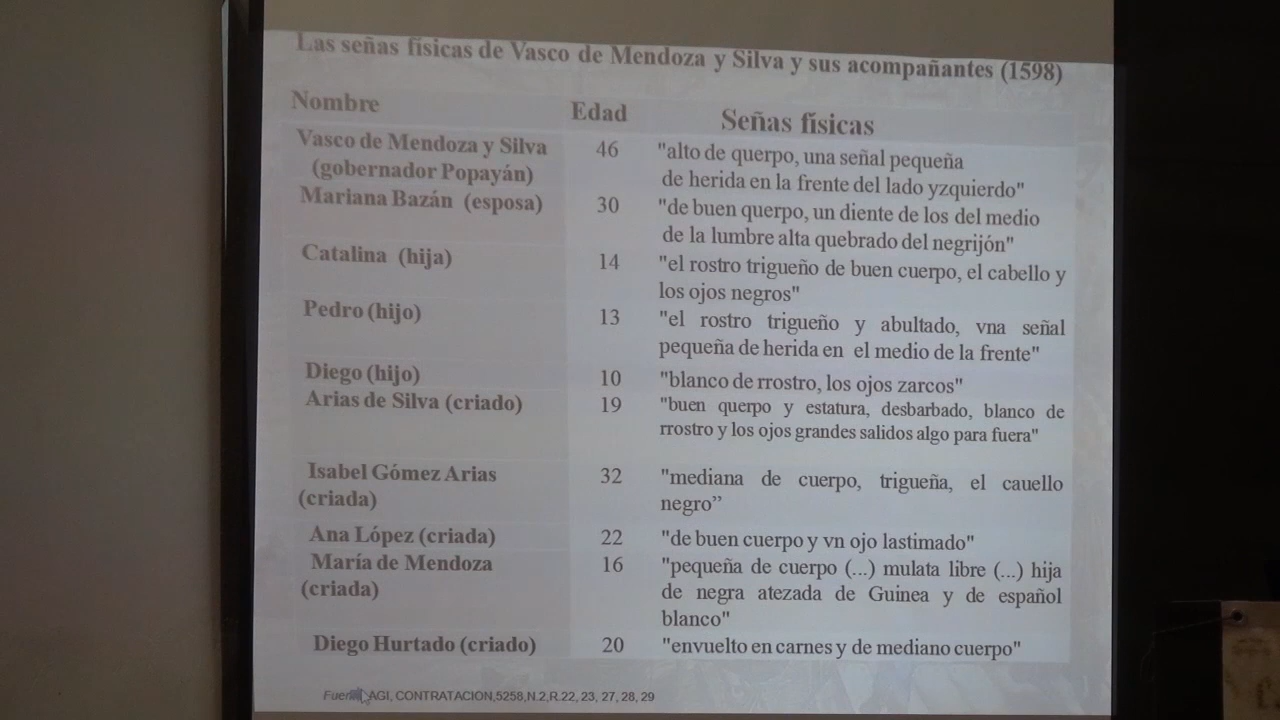 Las señas físicas de Vasco de Mendoza y Silva y sus acompañantes (1598)
Nombre Edad Señas físicas
Vasco de Mendoza y Silva 46 "alto de querpo, una señal pequeña
(gobernador Popayán) de herida en la frente del lado yzquierdo"
Mariana Bazán (esposa) 30 "de buen querpo, un diente de los del medio
de la lumbre alta quebrado del negrijón"
Catalina (hija) 14 "el rostro trigueño de buen cuerpo, el cabello y
los ojos negros"
Pedro (hijo) 13 "el rostro trigueño y abultado, vna señal
pequeña de herida en el medio de la frente"
Diego (hijo) 10 "blanco de rrostro, los ojos zarcos"
Arias de Silva (criado) 19 "buen querpo y estatura, desbarbado, blanco de
rrostro y los ojos grandes salidos algo para fuera"
Isabel Gómez Arias 32 "mediana de cuerpo, trigueña, el cauello
(criada) negro”
Ana López (criada) 22 "de buen cuerpo y vn ojo lastimado"
María de Mendoza 16 "pequeña de cuerpo (...) mulata libre (...) hija
(criada) de negra atezada de Guinea y de español
blanco"
Diego Hurtado (criado) 20 "envuelto en carnes y de mediano cuerpo"
AGI, CONTRATACION,5258,N.2,R.22, 23, 27, 28, 29